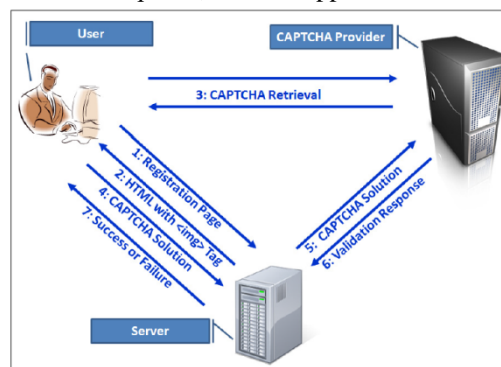 User
CAPTCHA Provider
3: CAPTCHA Retrieval
1: Registration Page
2: HTML with <img> Tag
4: CAPTCHA Solution
7: Success or Failure
5: CAPTCHA Solution
6: Validation Response
Server